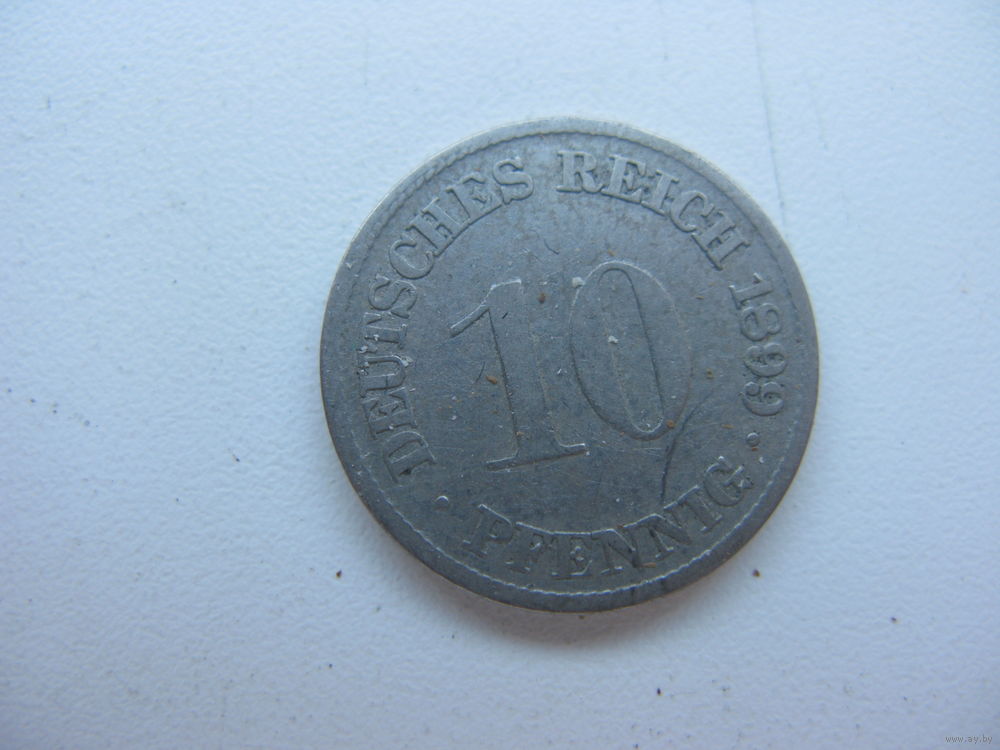 DEUTSCHES REICH 1899
10
PFENNIG
www.ay.by